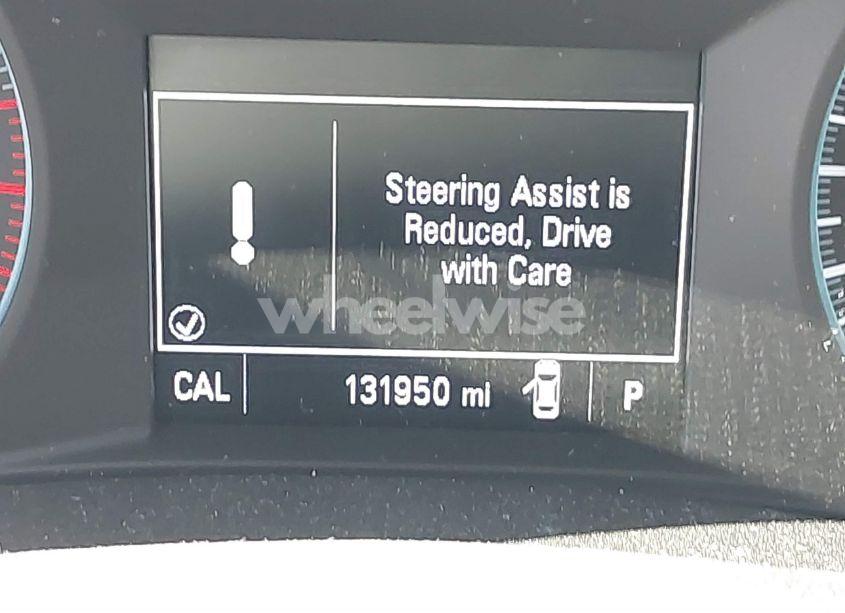 Steering Assist is
Reduced, Drive
with Care
wheelwise
CAL 131950 mi P